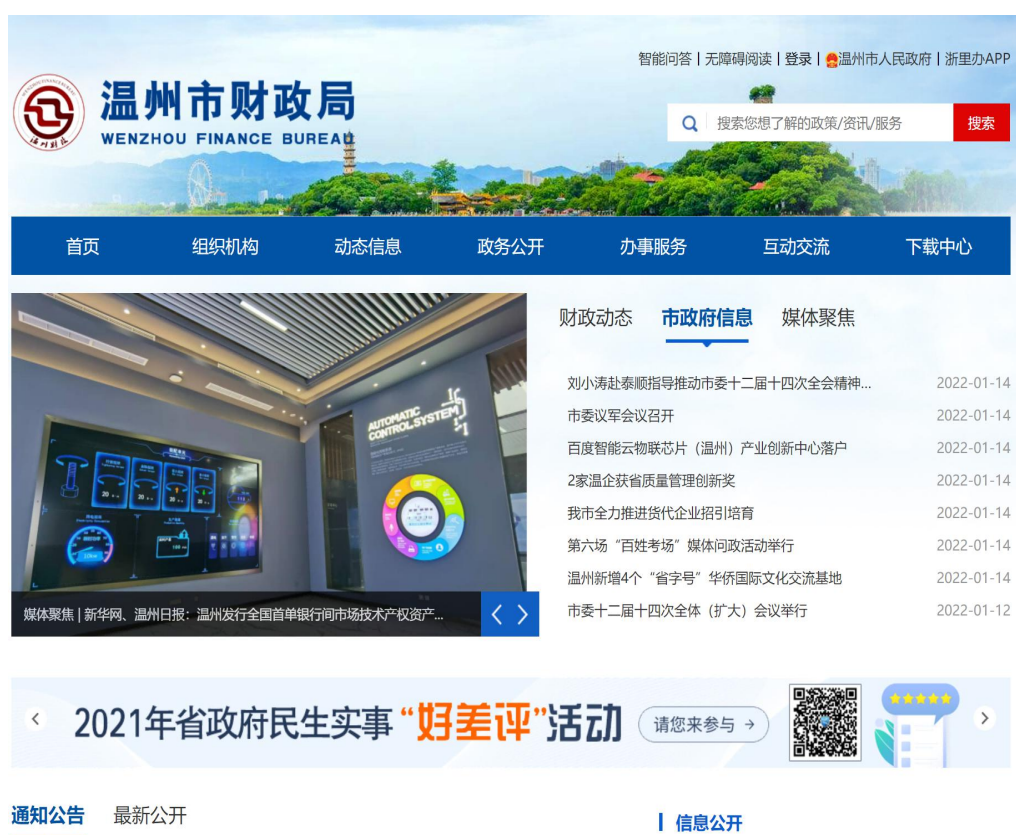 智能问答 | 无障碍阅读 | 登录 | 温州市人民政府 | 浙里办APP
温州市财政局
WENZHOU FINANCE BUREAU
搜索您想了解的政策/资讯/服务 搜索
首页 组织机构 动态信息 政务公开 办事服务 互动交流 下载中心
AUTOMATIC
CONTROL.SYSTEM
媒体聚焦 | 新华网、温州日报：温州发行全国首单银行间市场技术产权资产...
财政动态 市政府信息 媒体聚焦
刘小涛赴泰顺指导推动市委十二届十四次全会精神... 2022-01-14
市委议军会议召开 2022-01-14
百度智能云物联芯片（温州）产业创新中心落户 2022-01-14
2家温企获省质量管理创新奖 2022-01-14
我市全力推进货代企业招引培育 2022-01-14
第六场“百姓考场”媒体问政活动举行 2022-01-14
温州新增4个“省字号”华侨国际文化交流基地 2022-01-14
市委十二届十四次全体（扩大）会议举行 2022-01-12
2021年省政府民生实事“好差评”活动 请您来参与 →
通知公告 最新公开
信息公开